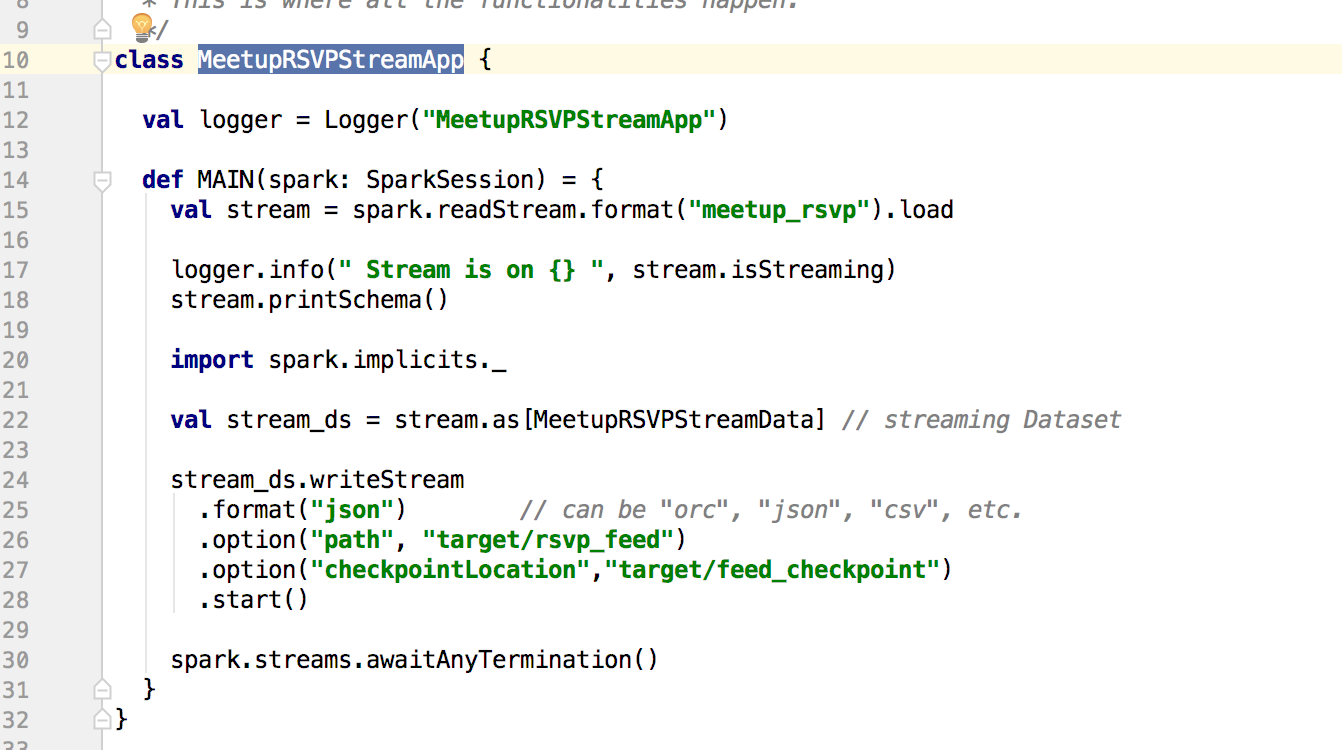 8 * This is where all the functionalities happen.
9 */
10 class MeetupRSVPStreamApp {
11
12 val logger = Logger("MeetupRSVPStreamApp")
13
14 def MAIN(spark: SparkSession) = {
15 val stream = spark.readStream.format("meetup_rsvp").load
16
17 logger.info(" Stream is on {} ", stream.isStreaming)
18 stream.printSchema()
19
20 import spark.implicits._
21
22 val stream_ds = stream.as[MeetupRSVPStreamData] // streaming Dataset
23
24 stream_ds.writeStream
25 .format("json") // can be "orc", "json", "csv", etc.
26 .option("path", "target/rsvp_feed")
27 .option("checkpointLocation","target/feed_checkpoint")
28 .start()
29
30 spark.streams.awaitAnyTermination()
31 }
32 }
33